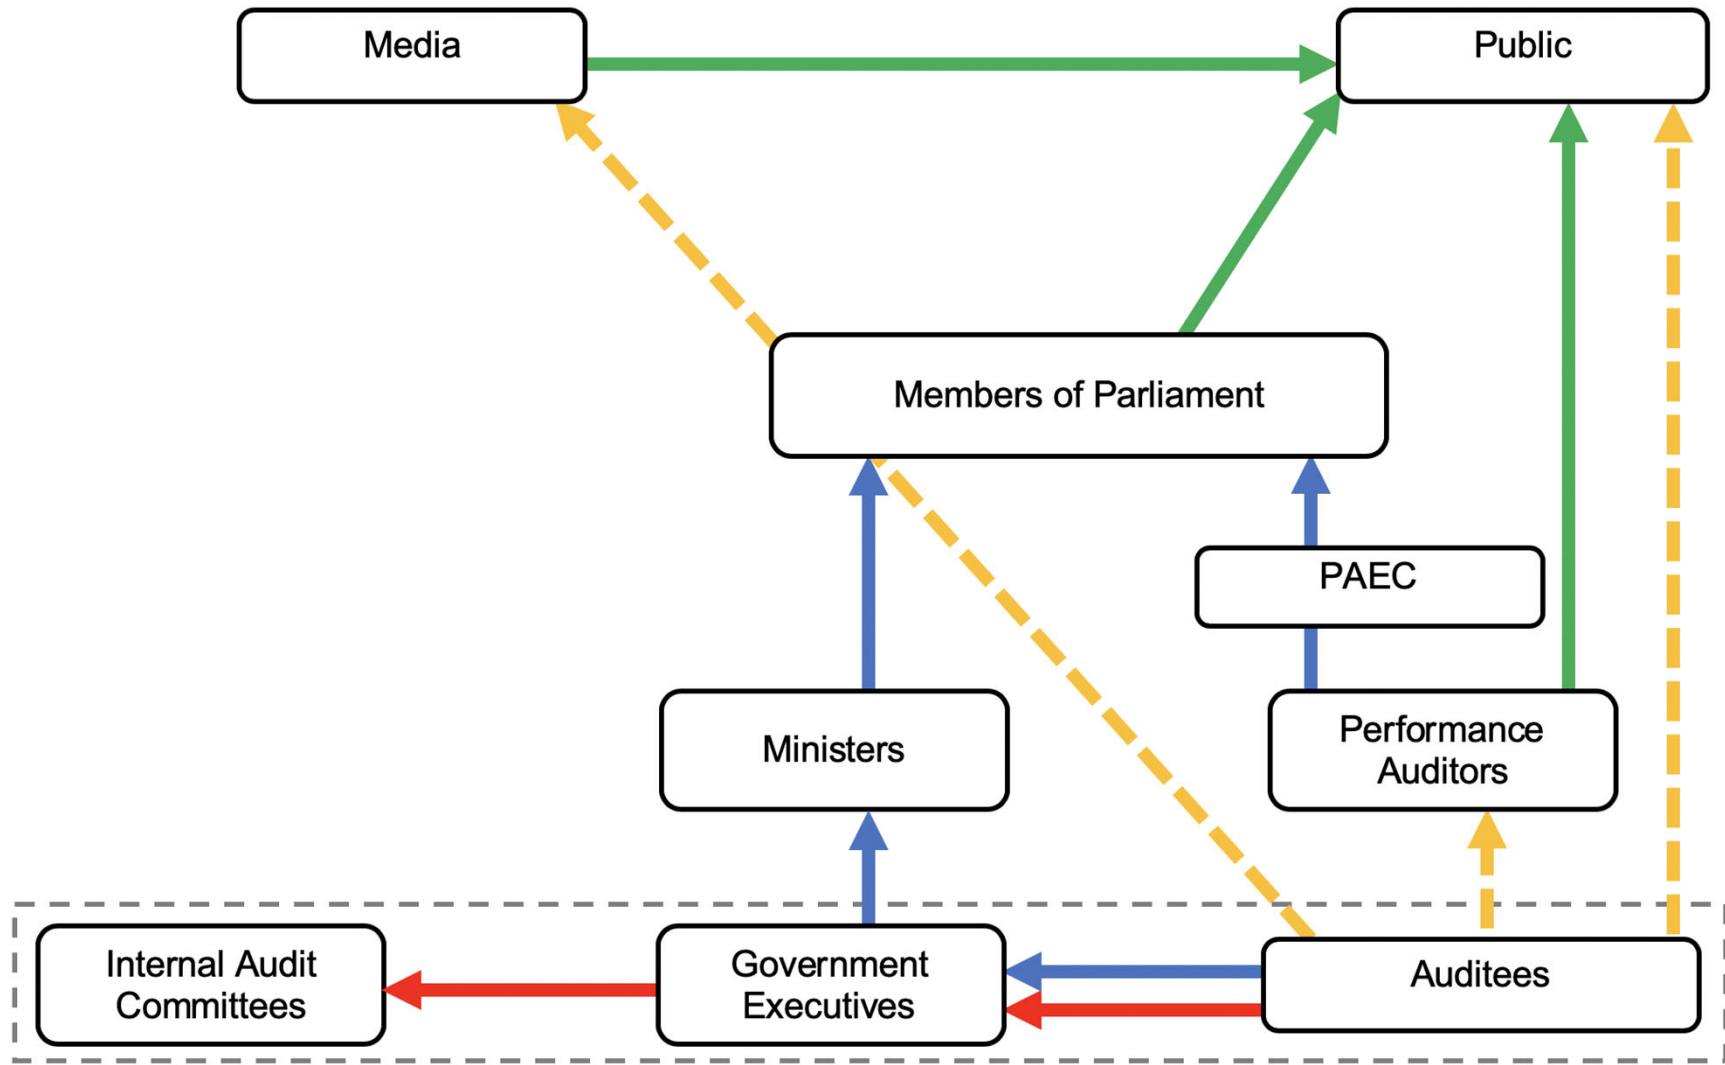 Media
Public
Members of Parliament
PAEC
Ministers
Performance
Auditors
Internal Audit
Committees
Government
Executives
Auditees